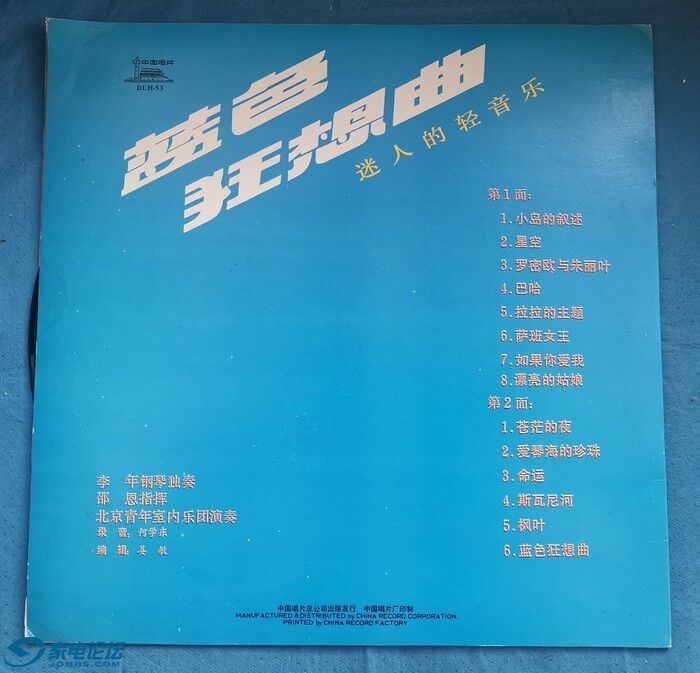 中国唱片
DLH-53
蓝色
狂想曲
迷人的轻音乐
第1面:
1.小岛的叙述
2.星空
3.罗密欧与朱丽叶
4.巴哈
5.拉拉的主题
6.萨班女王
7.如果你爱我
8.漂亮的姑娘
第2面:
1.苍茫的夜
2.爱琴海的珍珠
3.命运
4.斯瓦尼河
5.枫叶
6.蓝色狂想曲
李 年钢琴独奏
邵 恩指挥
北京青年室内乐团演奏
录 音: 何学东
编 辑: 姜 敏
中国唱片总公司出版发行 中国唱片厂印制
MANUFACTURED & DISTRIBUTED by CHINA RECORD CORPORATION,
PRINTED by CHINA RECORD FACTORY
家电论坛
JDBBS.COM